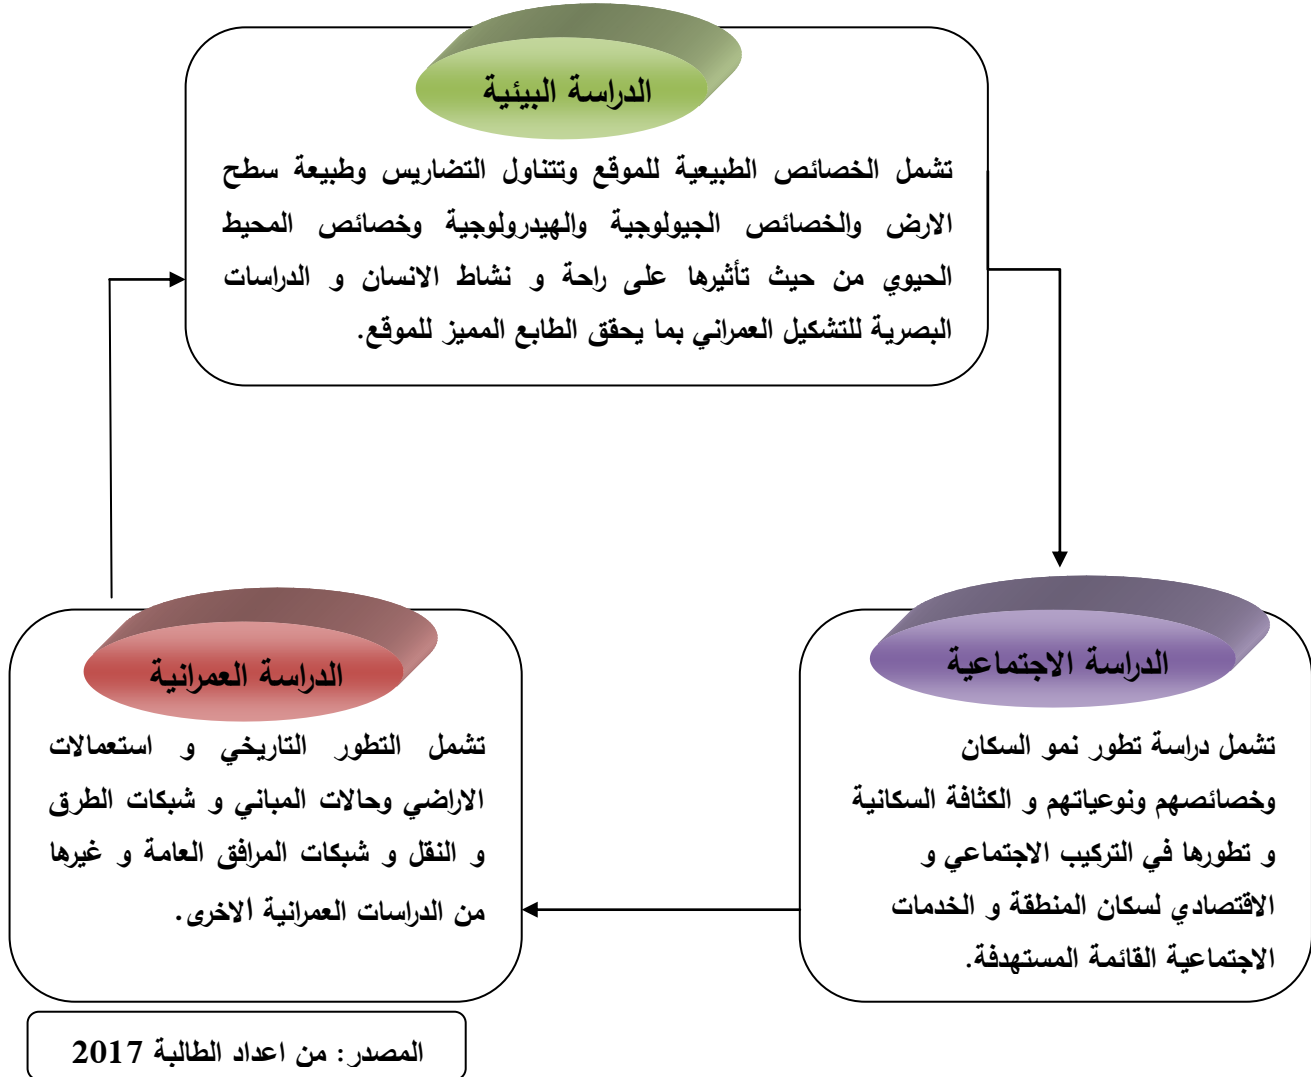 الدراسة البيئية
تشمل الخصائص الطبيعية للموقع وتتناول التضاريس وطبيعة سطح
الارض والخصائص الجيولوجية والهيدرولوجية وخصائص المحيط
الحيوي من حيث تأثيرها على راحة و نشاط الانسان و الدراسات
البصرية للتشكيل العمراني بما يحقق الطابع المميز للموقع.
الدراسة الاجتماعية
تشمل دراسة تطور نمو السكان
وخصائصهم ونوعياتهم و الكثافة السكانية
و تطورها في التركيب الاجتماعي و
الاقتصادي لسكان المنطقة و الخدمات
الاجتماعية القائمة المستهدفة.
الدراسة العمرانية
تشمل التطور التاريخي و استعمالات
الاراضي وحالات المباني و شبكات الطرق
و النقل و شبكات المرافق العامة و غيرها
من الدراسات العمرانية الاخرى.
المصدر: من اعداد الطالبة 2017